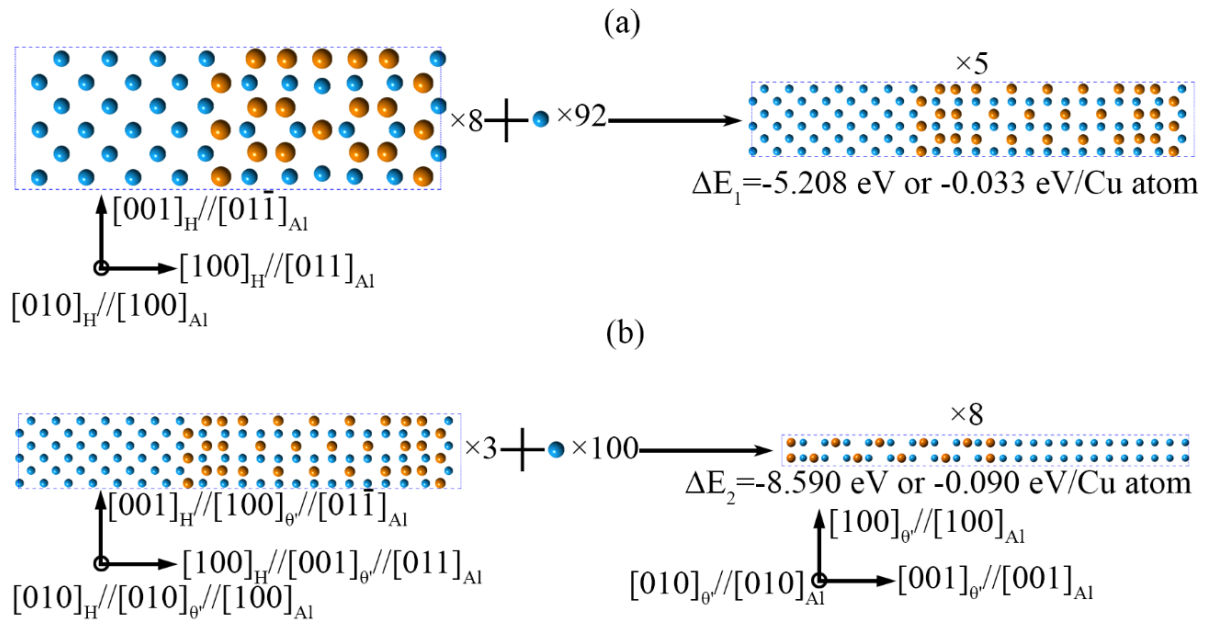 (a)
×5
×8
×92
ΔE₁=-5.208 eV or -0.033 eV/Cu atom
[001]H//[011̄]Al
[100]H//[011]Al
[010]H//[100]Al
(b)
×8
×3
×100
ΔE₂=-8.590 eV or -0.090 eV/Cu atom
[001]H//[100]θ'//[011̄]Al
[100]H//[001]θ'//[011]Al
[010]H//[010]θ'//[100]Al
[100]θ'//[100]Al
[010]θ'//[010]Al
[001]θ'//[001]Al